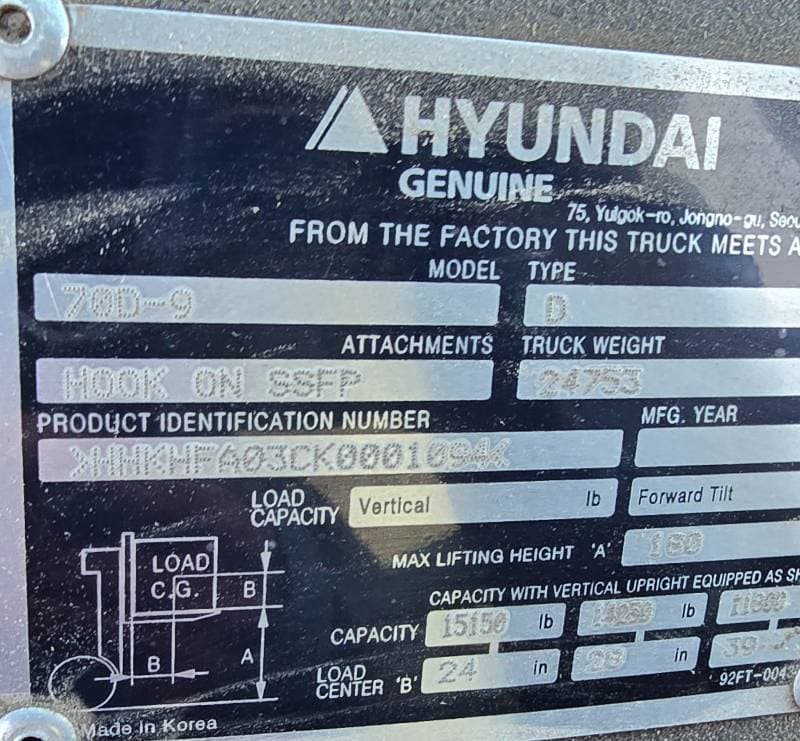 HYUNDAI
GENUINE
75, Yulgok-ro, Jongno-gu, Seou
FROM THE FACTORY THIS TRUCK MEETS A
MODEL TYPE
70D-9 D
ATTACHMENTS TRUCK WEIGHT
HOOK ON SSFP 24753
PRODUCT IDENTIFICATION NUMBER MFG. YEAR
HHKHFA03CK0001094
LOAD CAPACITY Vertical lb Forward Tilt
MAX LIFTING HEIGHT 'A' 180
LOAD
C.G.
B
B
A
CAPACITY WITH VERTICAL UPRIGHT EQUIPPED AS SH
CAPACITY 15150 lb 14250 lb
LOAD CENTER 'B' 24 in in
92FT-004
Made in Korea